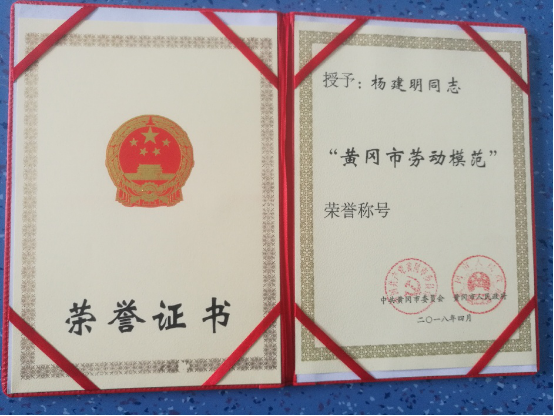 荣誉证书
授予：杨建明同志
“黄冈市劳动模范”
荣誉称号
中共黄冈市委员会 黄冈市人民政府
二〇一八年四月